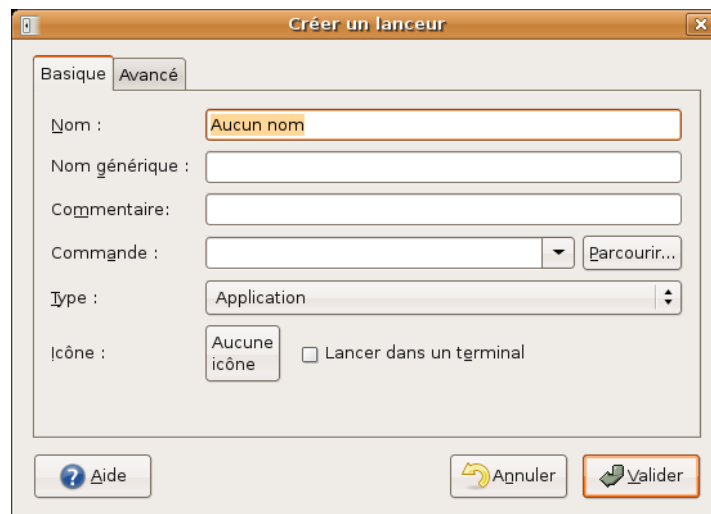 Créer un lanceur
Basique
Avancé
Nom :
Aucun nom
Nom générique :
Commentaire:
Commande :
Parcourir...
Type :
Application
Icône :
Aucune
icône
Lancer dans un terminal
Aide
Annuler
Valider